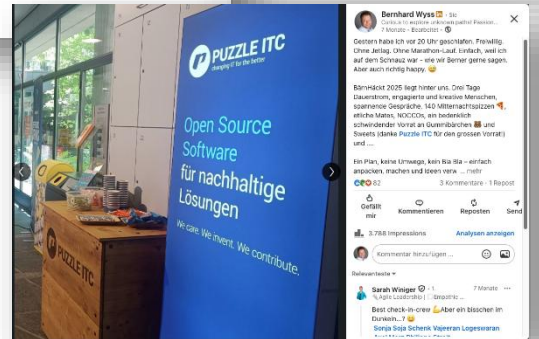 PUZZLE ITC
changing IT for the better
Open Source
Software
für nachhaltige
Lösungen
We care. We invent. We contribute.
PUZZLE ITC
Bernhard Wyss
7 Monate • Bearbeitet •
Gestern habe ich vor 20 Uhr geschlafen. Freiwillig.
Ohne Jetlag. Ohne Marathon-Lauf. Einfach, weil ich
auf dem Schnauz war – wie wir Berner gerne sagen.
Aber auch richtig happy. 😄
BärnHäckt 2025 liegt hinter uns. Drei Tage
Dauerstrom, engagierte und kreative Menschen,
spannende Gespräche, 140 Mitternachtspizzen 🍕,
etliche Mates, NOCCOs, ein bedenklich
schwindender Vorrat an Gummibärchen 🐻 und
Sweets (danke Puzzle ITC für den grossen Vorrat!)
und ....
Ein Plan, keine Umwege, kein Bla Bla – einfach
anpacken, machen und Ideen verw ... mehr
82
3 Kommentare • 1 Repost
Gefällt
mir
Kommentieren
Reposten
Send
3.788 Impressions
Analysen anzeigen
Kommentar hinzufügen ...
Relevanteste
Sarah Winiger
7 Monate
Agile Leadership | Empathie ...
Best check-in-crew 💪Aber ein bisschen im
Dunkeln...? 😄
Sonja Soja Schenk Vajeeran Logeswaran